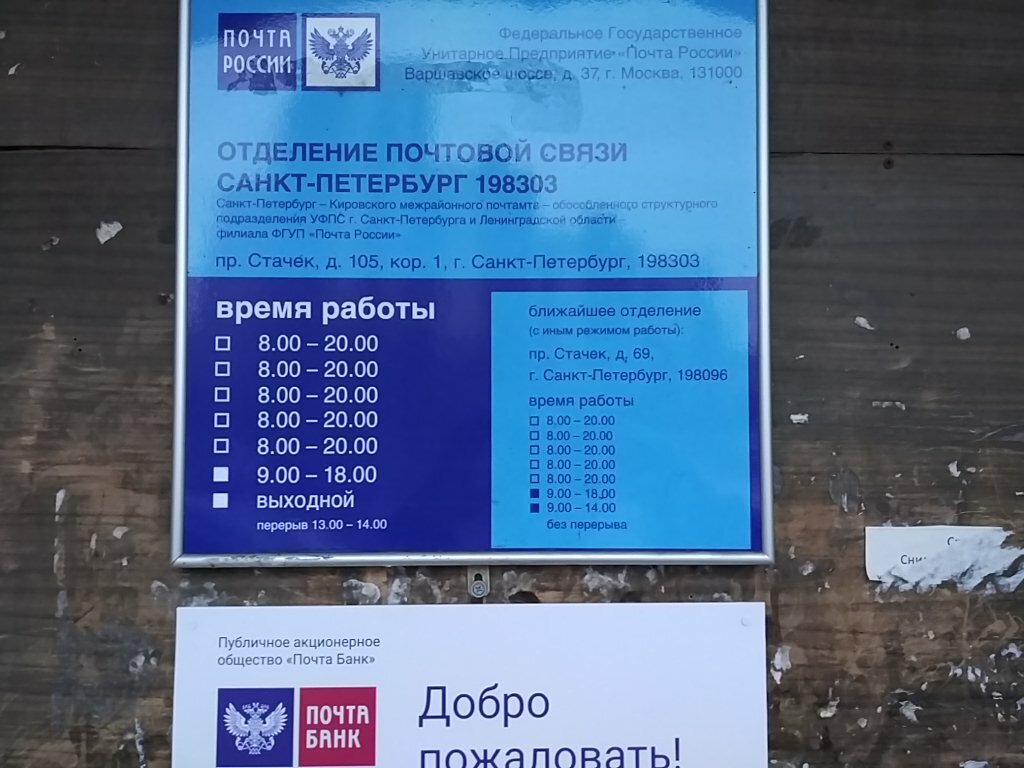 ПОЧТА
РОССИИ
Федеральное Государственное
Унитарное Предприятие «Почта России»
Варшавское шоссе, д. 37, г. Москва, 131000
ОТДЕЛЕНИЕ ПОЧТОВОЙ СВЯЗИ
САНКТ-ПЕТЕРБУРГ 198303
Санкт-Петербург – Кировского межрайонного почтамта – обособленного структурного
подразделения УФПС г. Санкт-Петербурга и Ленинградской области –
филиала ФГУП «Почта России»
пр. Стачек, д. 105, кор. 1, г. Санкт-Петербург, 198303
время работы
8.00 – 20.00
8.00 – 20.00
8.00 – 20.00
8.00 – 20.00
8.00 – 20.00
9.00 – 18.00
выходной
перерыв 13.00 – 14.00
ближайшее отделение
(с иным режимом работы):
пр. Стачек, д. 69,
г. Санкт-Петербург, 198096
время работы
8.00 – 20.00
8.00 – 20.00
8.00 – 20.00
8.00 – 20.00
8.00 – 20.00
9.00 – 18.00
9.00 – 14.00
без перерыва
Публичное акционерное
общество «Почта Банк»
ПОЧТА
БАНК
Добро
пожаловать!